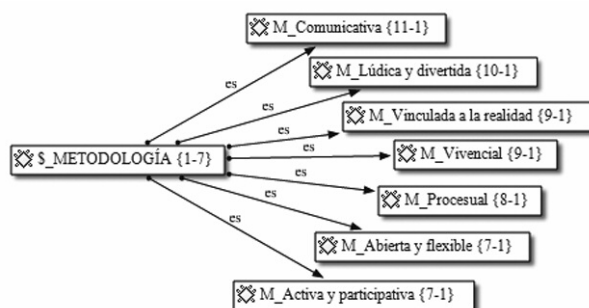 M_Comunicativa {11-1}
es
M_Lúdica y divertida {10-1}
es
M_Vinculada a la realidad {9-1}
es
$_METODOLOGÍA {1-7}
es
M_Vivencial {9-1}
es
M_Procesual {8-1}
es
M_Abierta y flexible {7-1}
es
M_Activa y participativa {7-1}